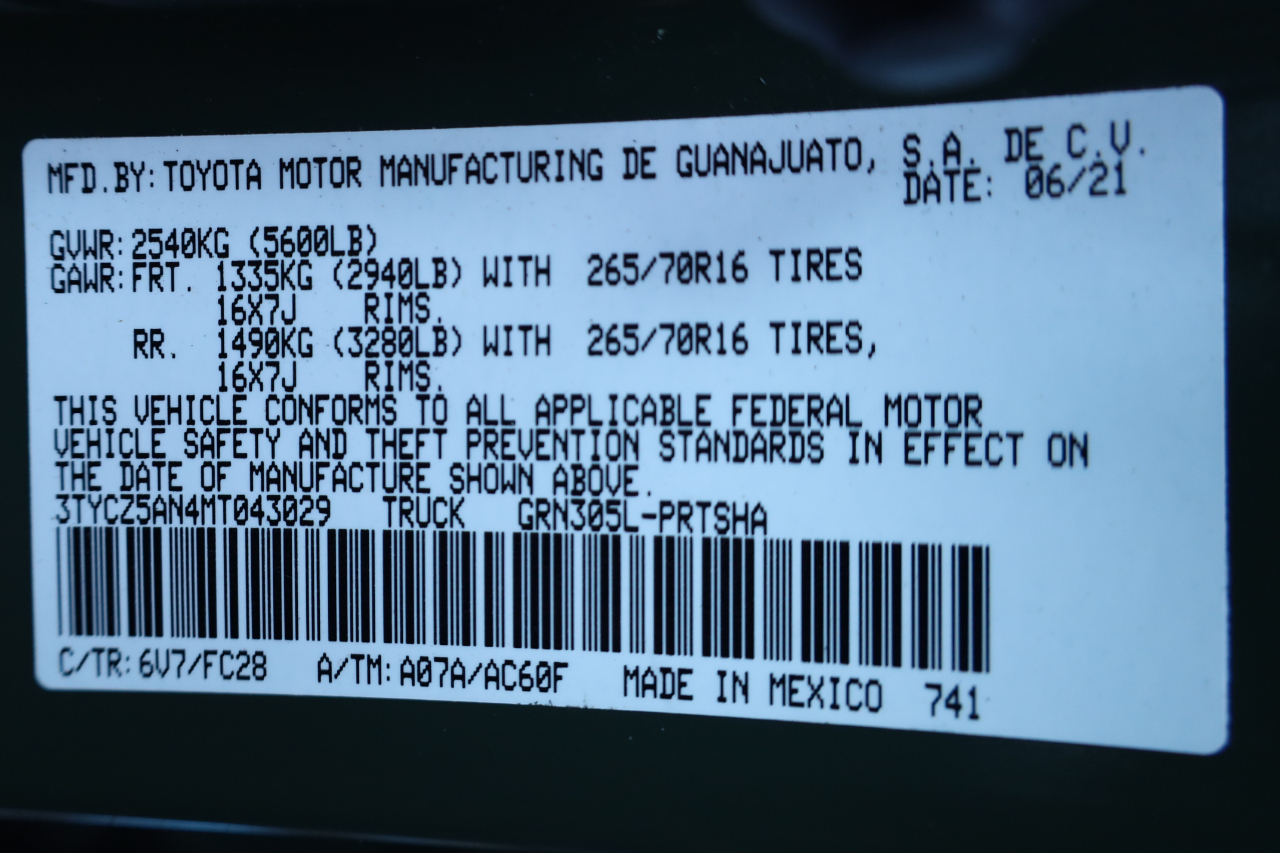 MFD.BY: TOYOTA MOTOR MANUFACTURING DE GUANAJUATO, S.A. DE C.V.
DATE: 06/21
GVWR: 2540KG (5600LB)
GAWR: FRT. 1335KG (2940LB) WITH 265/70R16 TIRES
16X7J RIMS.
RR. 1490KG (3280LB) WITH 265/70R16 TIRES,
16X7J RIMS.
THIS VEHICLE CONFORMS TO ALL APPLICABLE FEDERAL MOTOR
VEHICLE SAFETY AND THEFT PREVENTION STANDARDS IN EFFECT ON
THE DATE OF MANUFACTURE SHOWN ABOVE.
3TYCZ5AN4MT043029 TRUCK GRN305L-PRTSHA
C/TR: 6V7/FC28 A/TM: A07A/AC60F MADE IN MEXICO 741